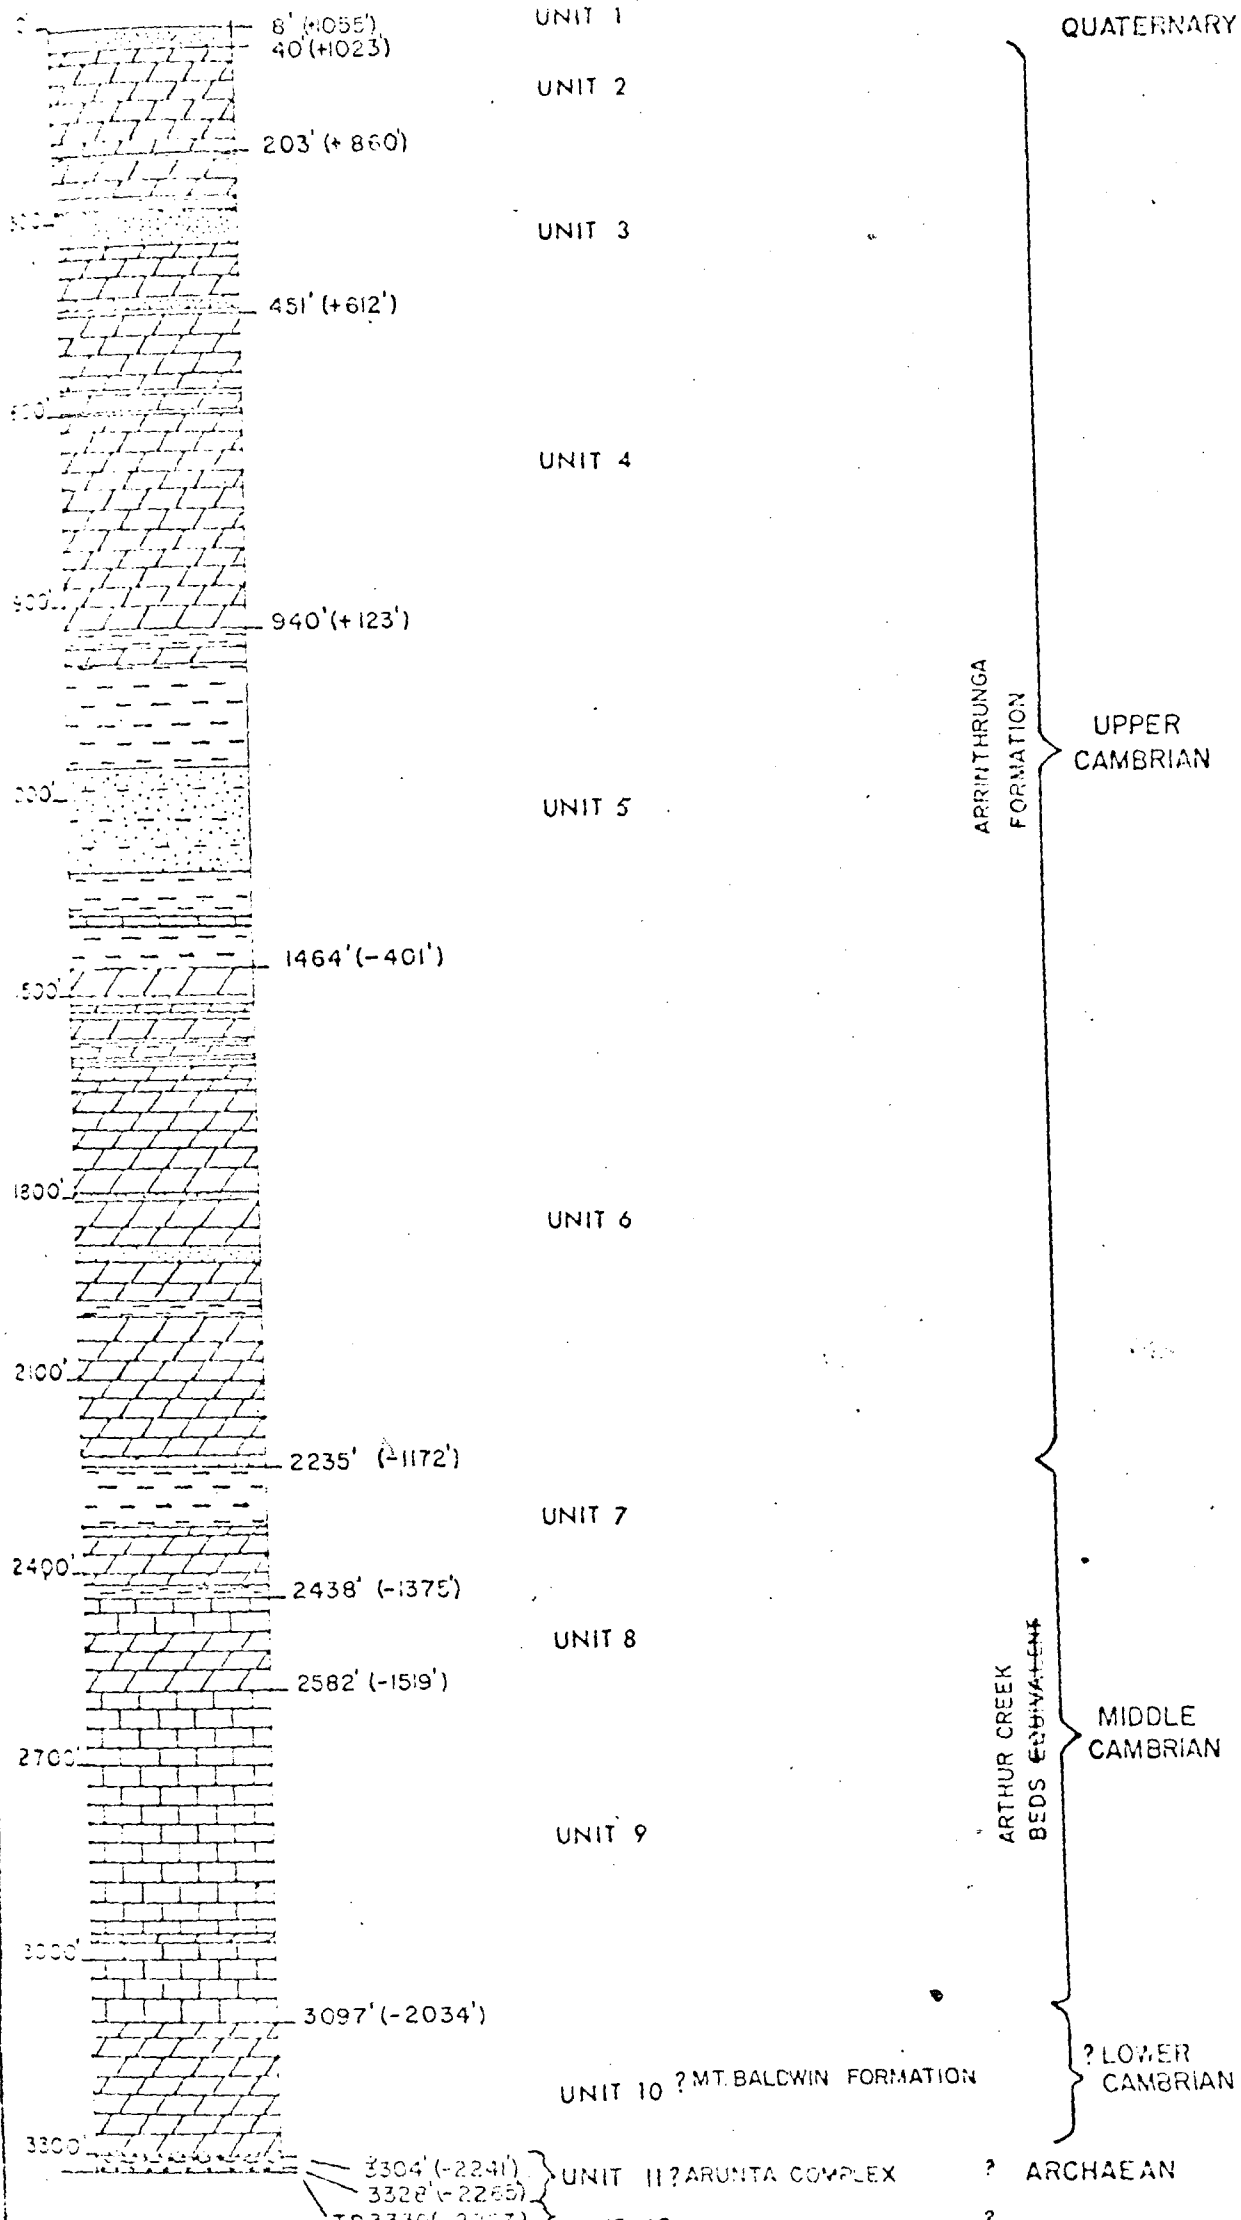 8' (+1055')
UNIT 1
QUATERNARY
40' (+1023')
UNIT 2
203' (+860')
UNIT 3
451' (+612')
UNIT 4
900'
940' (+123')
ARRINTHRUNGA
FORMATION
UPPER
CAMBRIAN
UNIT 5
1464' (-401')
1800'
UNIT 6
2100'
2235' (-1172')
UNIT 7
2400'
2438' (-1375')
UNIT 8
2582' (-1519')
2700'
ARTHUR CREEK
BEDS EQUIVALENT
MIDDLE
CAMBRIAN
UNIT 9
3000'
3097' (-2034')
? LOWER
CAMBRIAN
UNIT 10 ? MT. BALDWIN FORMATION
3300'
3304' (-2241')
UNIT 11 ? ARUNTA COMPLEX
? ARCHAEAN
3328' (-2265')
?